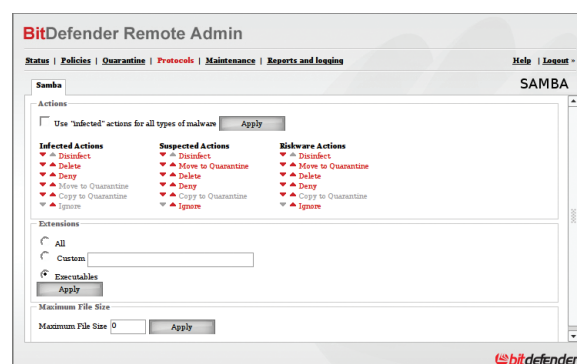 BitDefender Remote Admin
Status | Policies | Quarantine | Protocols | Maintenance | Reports and logging
Help | Logout »
Samba
SAMBA
Actions
Use "infected" actions for all types of malware Apply
Infected Actions Suspected Actions Riskware Actions
Disinfect Disinfect Disinfect
Delete Move to Quarantine Move to Quarantine
Deny Delete Delete
Move to Quarantine Deny Deny
Copy to Quarantine Copy to Quarantine Copy to Quarantine
Ignore Ignore Ignore
Extensions
All
Custom
Executables
Apply
Maximum File Size
Maximum File Size 0 Apply
bitdefender